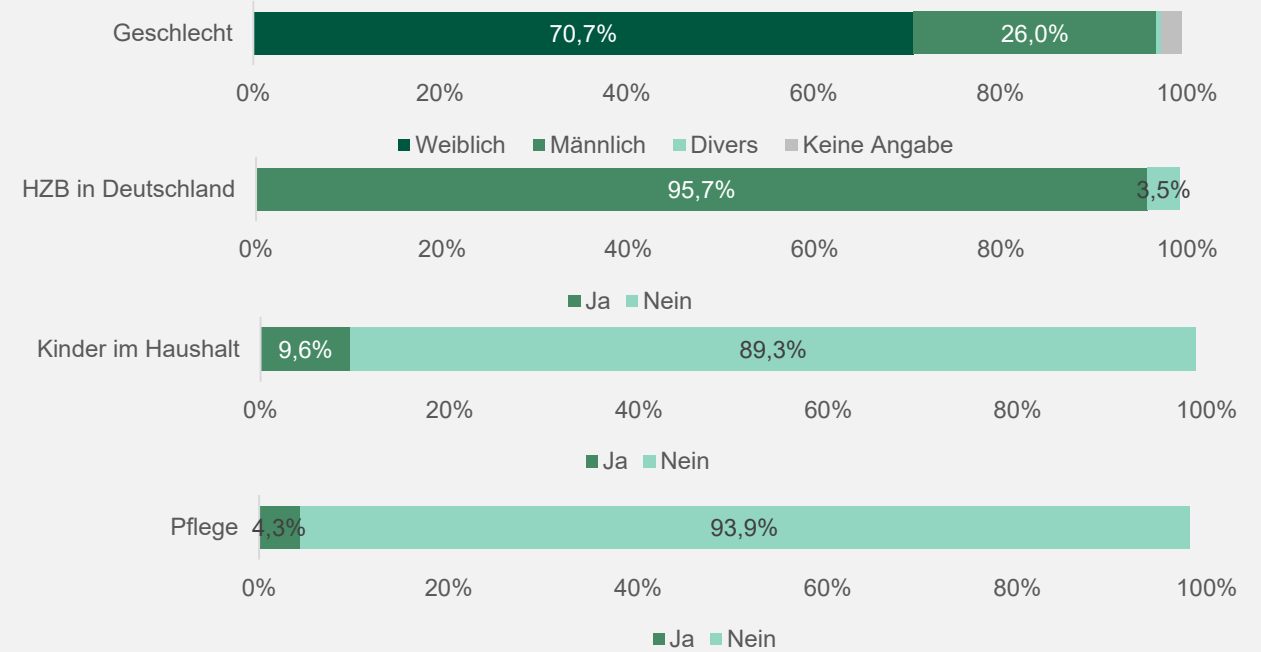 Geschlecht 70,7% 26,0%
0% 20% 40% 60% 80% 100%
Weiblich Männlich Divers Keine Angabe
HZB in Deutschland 95,7% 3,5%
0% 20% 40% 60% 80% 100%
Ja Nein
Kinder im Haushalt 9,6% 89,3%
0% 20% 40% 60% 80% 100%
Ja Nein
Pflege 4,3% 93,9%
0% 20% 40% 60% 80% 100%
Ja Nein